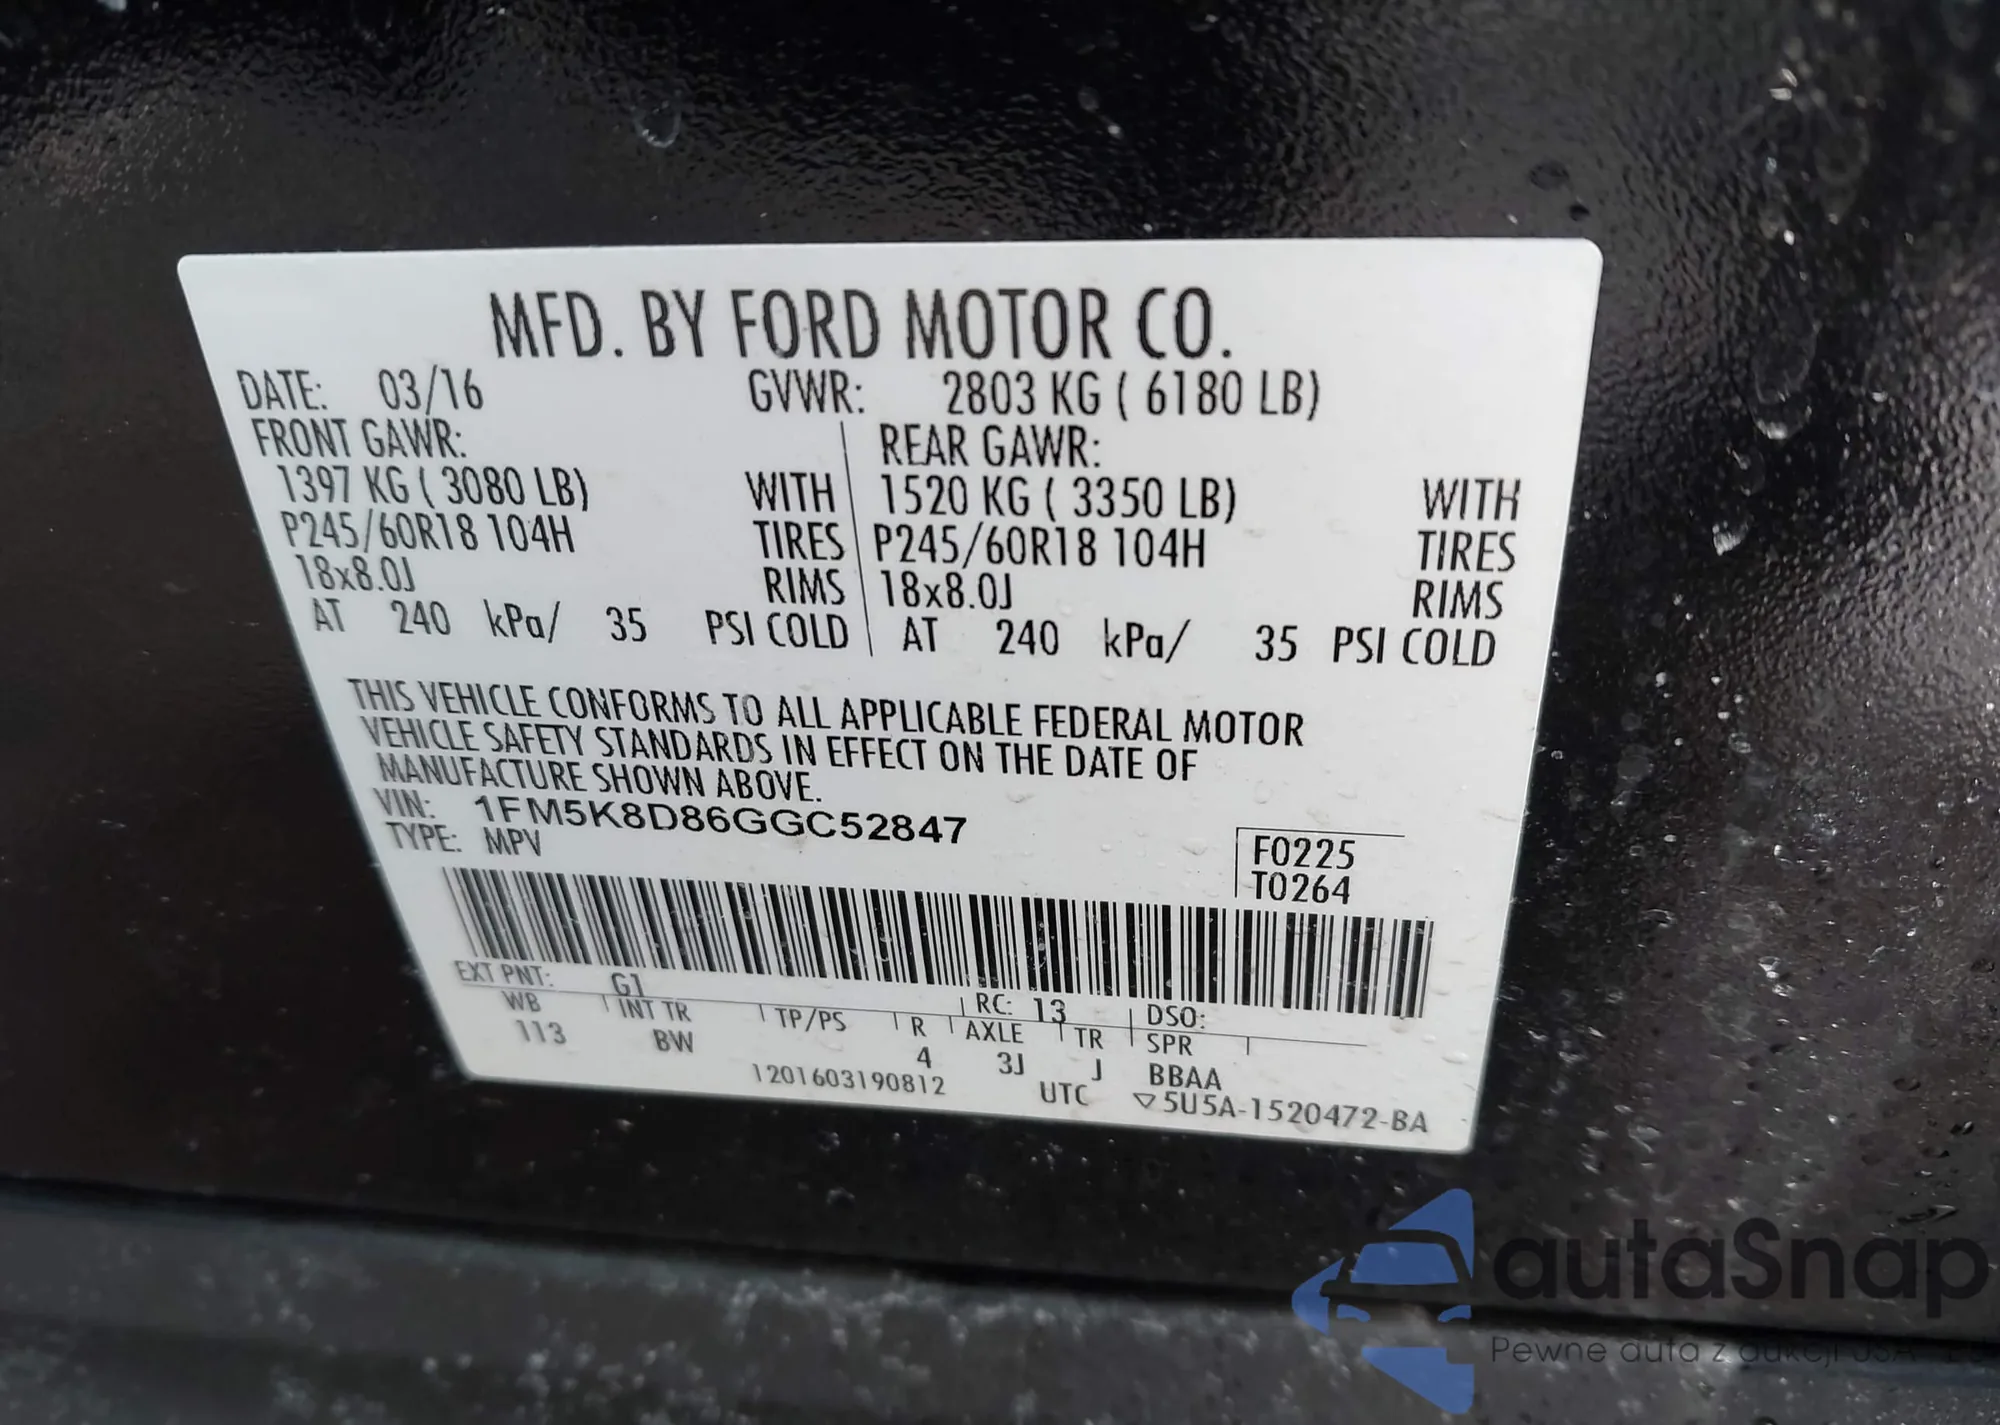 MFD. BY FORD MOTOR CO.
DATE: 03/16 GVWR: 2803 KG ( 6180 LB)
FRONT GAWR: REAR GAWR:
1397 KG ( 3080 LB) WITH 1520 KG ( 3350 LB) WITH
P245/60R18 104H TIRES P245/60R18 104H TIRES
18x8.0J RIMS 18x8.0J RIMS
AT 240 kPa/ 35 PSI COLD AT 240 kPa/ 35 PSI COLD
THIS VEHICLE CONFORMS TO ALL APPLICABLE FEDERAL MOTOR
VEHICLE SAFETY STANDARDS IN EFFECT ON THE DATE OF
MANUFACTURE SHOWN ABOVE.
VIN: 1FM5K8D86GGC52847
TYPE: MPV
F0225
T0264
EXT PNT: G1 RC: 13 DSO:
WB INT TR TP/PS R AXLE TR SPR
113 BW 4 3J J BBAA
1201603190812 UTC ▽5U5A-1520472-BA
autaSnap
Pewne auta z aukcji USA